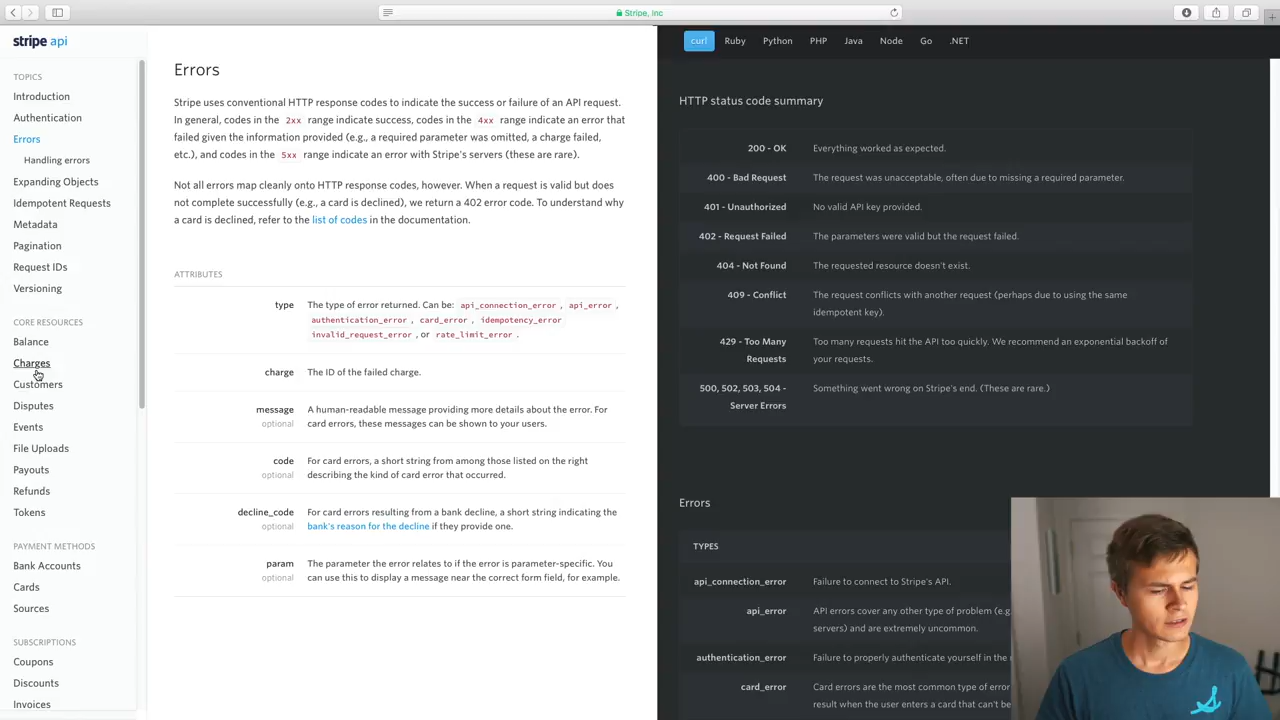 Stripe, Inc
stripe api
TOPICS
Introduction
Authentication
Errors
Handling errors
Expanding Objects
Idempotent Requests
Metadata
Pagination
Request IDs
Versioning
CORE RESOURCES
Balance
Charges
Customers
Disputes
Events
File Uploads
Payouts
Refunds
Tokens
PAYMENT METHODS
Bank Accounts
Cards
Sources
SUBSCRIPTIONS
Coupons
Discounts
Invoices
Errors
Stripe uses conventional HTTP response codes to indicate the success or failure of an API request.
In general, codes in the 2xx range indicate success, codes in the 4xx range indicate an error that
failed given the information provided (e.g., a required parameter was omitted, a charge failed,
etc.), and codes in the 5xx range indicate an error with Stripe's servers (these are rare).
Not all errors map cleanly onto HTTP response codes, however. When a request is valid but does
not complete successfully (e.g., a card is declined), we return a 402 error code. To understand why
a card is declined, refer to the list of codes in the documentation.
ATTRIBUTES
type The type of error returned. Can be: api_connection_error , api_error ,
authentication_error , card_error , idempotency_error
invalid_request_error , or rate_limit_error .
charge The ID of the failed charge.
message A human-readable message providing more details about the error. For
optional card errors, these messages can be shown to your users.
code For card errors, a short string from among those listed on the right
optional describing the kind of card error that occurred.
decline_code For card errors resulting from a bank decline, a short string indicating the
optional bank's reason for the decline if they provide one.
param The parameter the error relates to if the error is parameter-specific. You
optional can use this to display a message near the correct form field, for example.
curl Ruby Python PHP Java Node Go .NET
HTTP status code summary
200 - OK Everything worked as expected.
400 - Bad Request The request was unacceptable, often due to missing a required parameter.
401 - Unauthorized No valid API key provided.
402 - Request Failed The parameters were valid but the request failed.
404 - Not Found The requested resource doesn't exist.
409 - Conflict The request conflicts with another request (perhaps due to using the same
idempotent key).
429 - Too Many Too many requests hit the API too quickly. We recommend an exponential backoff
Requests of your requests.
500, 502, 503, 504 - Something went wrong on Stripe's end. (These are rare.)
Server Errors
Errors
TYPES
api_connection_error Failure to connect to Stripe's API.
api_error API errors cover any other type of problem (e.g.
servers) and are extremely uncommon.
authentication_error Failure to properly authenticate yourself in the
card_error Card errors are the most common type of error
result when the user enters a card that can't be